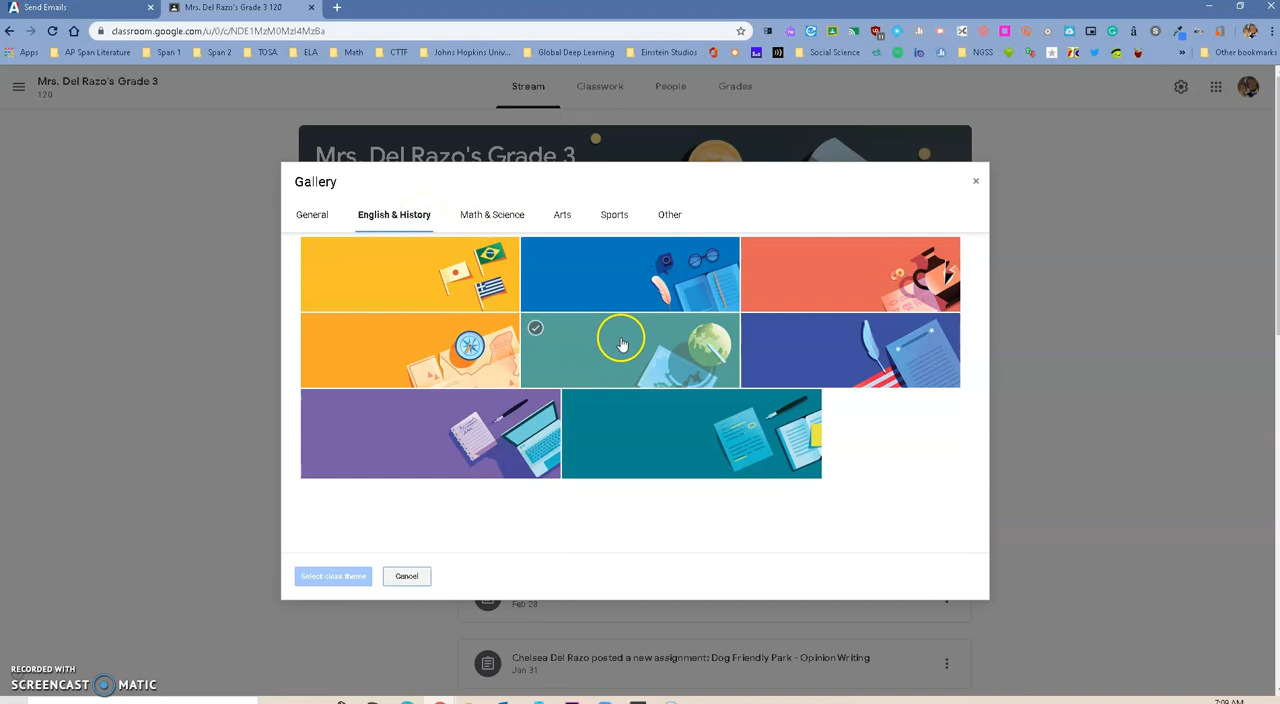 Send Emails
Mrs. Del Razo's Grade 3 120
classroom.google.com/u/0/c/NDE1MzM0MzI4MzBa
Apps AP Span Literature Span 1 Span 2 TOSA ELA Math CTTF Johns Hopkins Univ... Global Deep Learning Einstein Studios Social Science NGSS Other bookmarks
Mrs. Del Razo's Grade 3
120
Stream Classwork People Grades
Mrs. Del Razo's Grade 3
Gallery
General English & History Math & Science Arts Sports Other
Select class theme Cancel
Feb 28
Chelsea Del Razo posted a new assignment: Dog Friendly Park - Opinion Writing
Jan 31
RECORDED WITH
SCREENCAST MATIC
7:09 AM